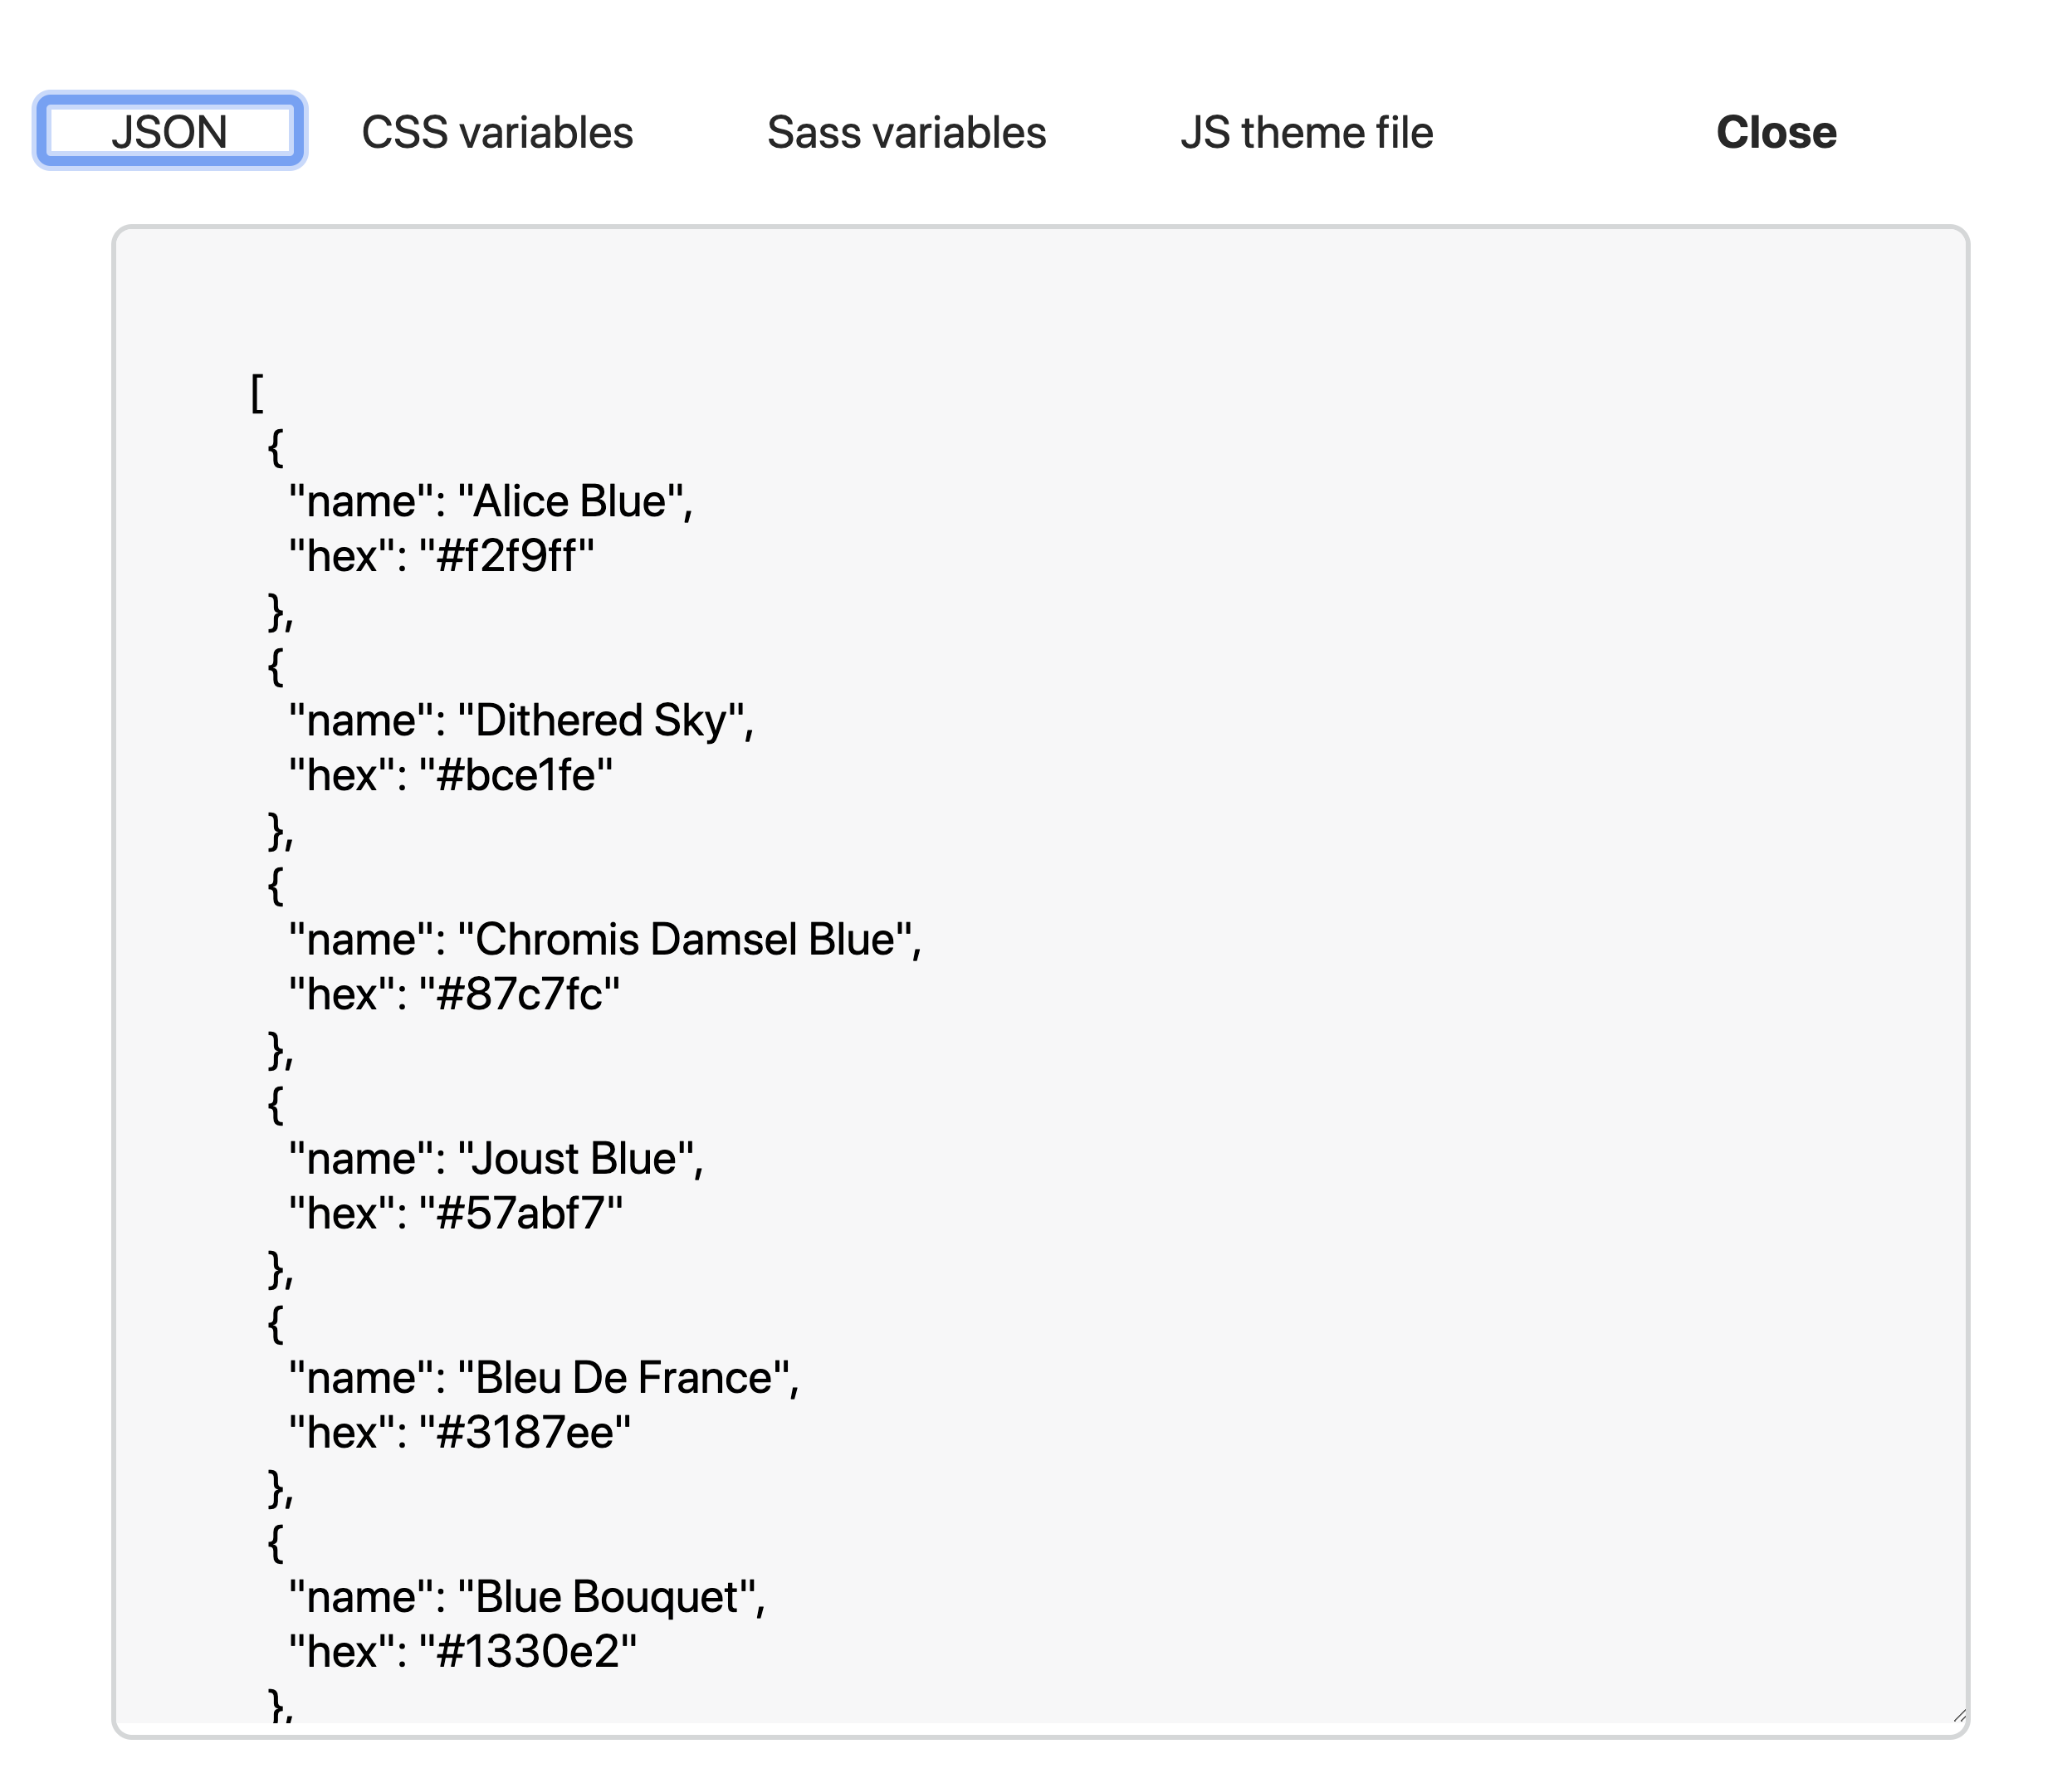 JSON CSS variables Sass variables JS theme file Close
[
{
"name": "Alice Blue",
"hex": "#f2f9ff"
},
{
"name": "Dithered Sky",
"hex": "#bce1fe"
},
{
"name": "Chromis Damsel Blue",
"hex": "#87c7fc"
},
{
"name": "Joust Blue",
"hex": "#57abf7"
},
{
"name": "Bleu De France",
"hex": "#3187ee"
},
{
"name": "Blue Bouquet",
"hex": "#1330e2"
},